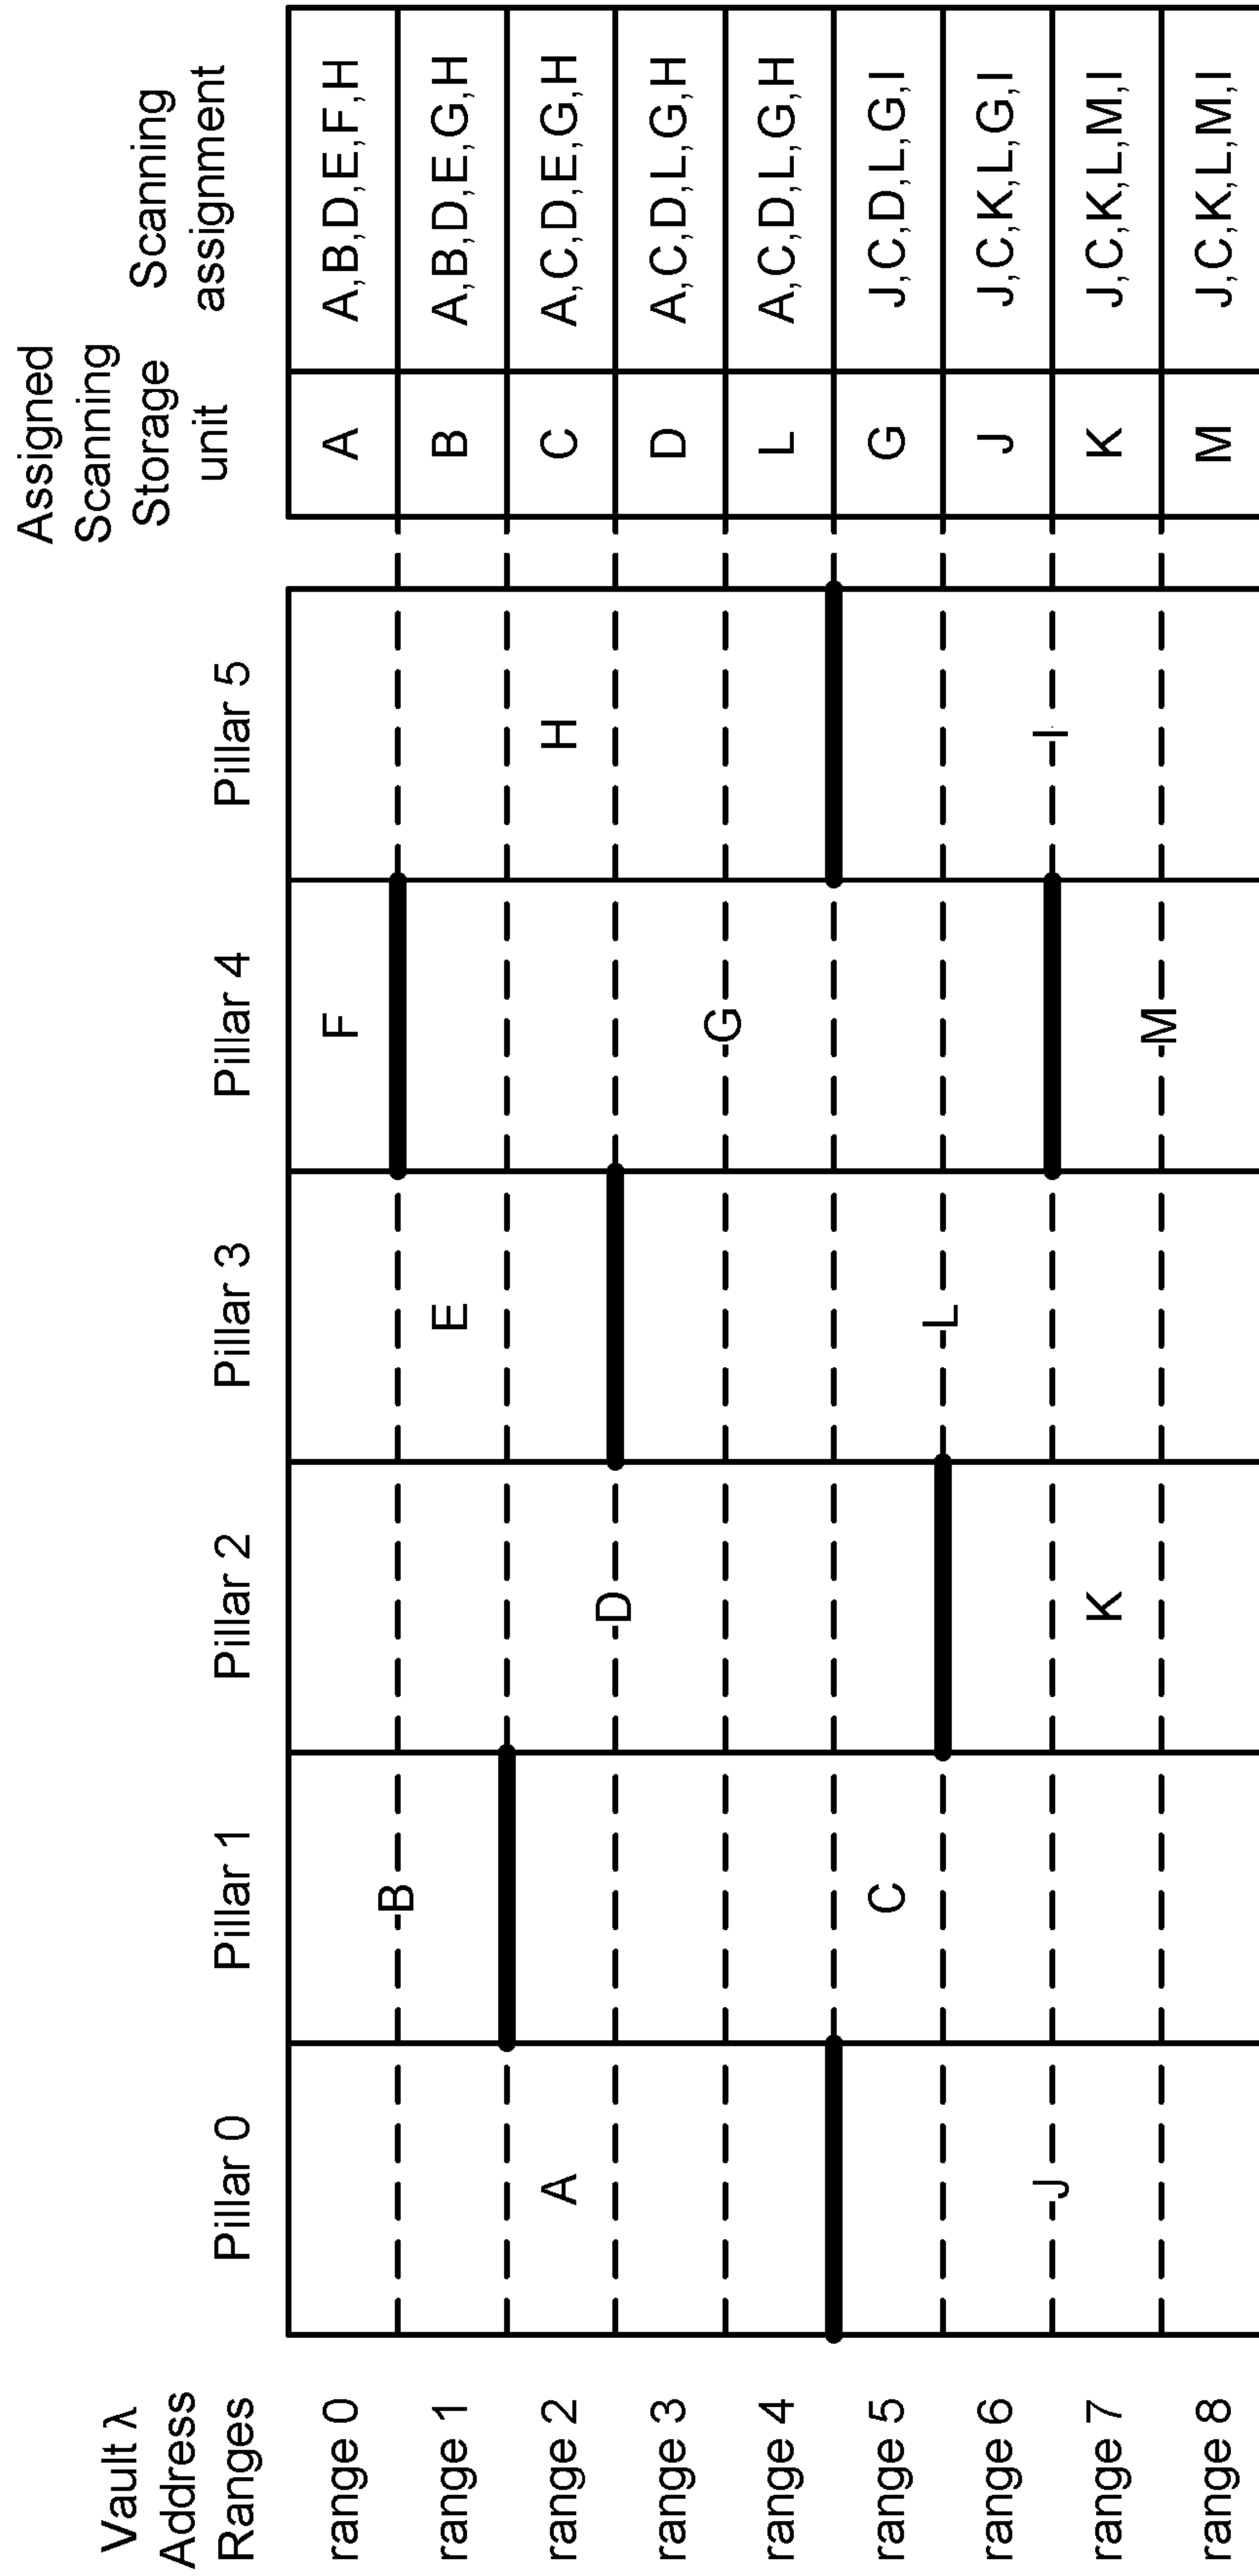 Vault λ
Address
Ranges
Pillar 0
Pillar 1
Pillar 2
Pillar 3
Pillar 4
Pillar 5
Assigned
Scanning
Storage
unit
Scanning
assignment
range 0
F
A
A,B,D,E,F,H
B
range 1
E
B
A,B,D,E,G,H
range 2
A
H
C
A,C,D,E,G,H
D
range 3
D
A,C,D,L,G,H
G
range 4
L
A,C,D,L,G,H
range 5
C
G
J,C,D,L,G,I
L
range 6
J
J,C,K,L,G,I
J
I
range 7
K
K
J,C,K,L,M,I
M
range 8
M
J,C,K,L,M,I